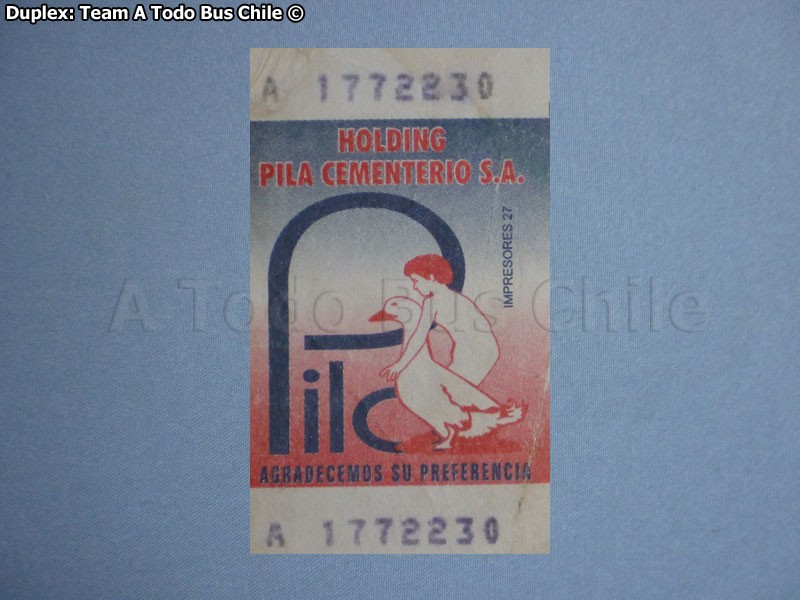 Duplex: Team A Todo Bus Chile ©
A 1772230
HOLDING
PILA CEMENTERIO S.A.
IMPRESORES 27
A Todo Bus Chile
Pila
AGRADECEMOS SU PREFERENCIA
A 1772230